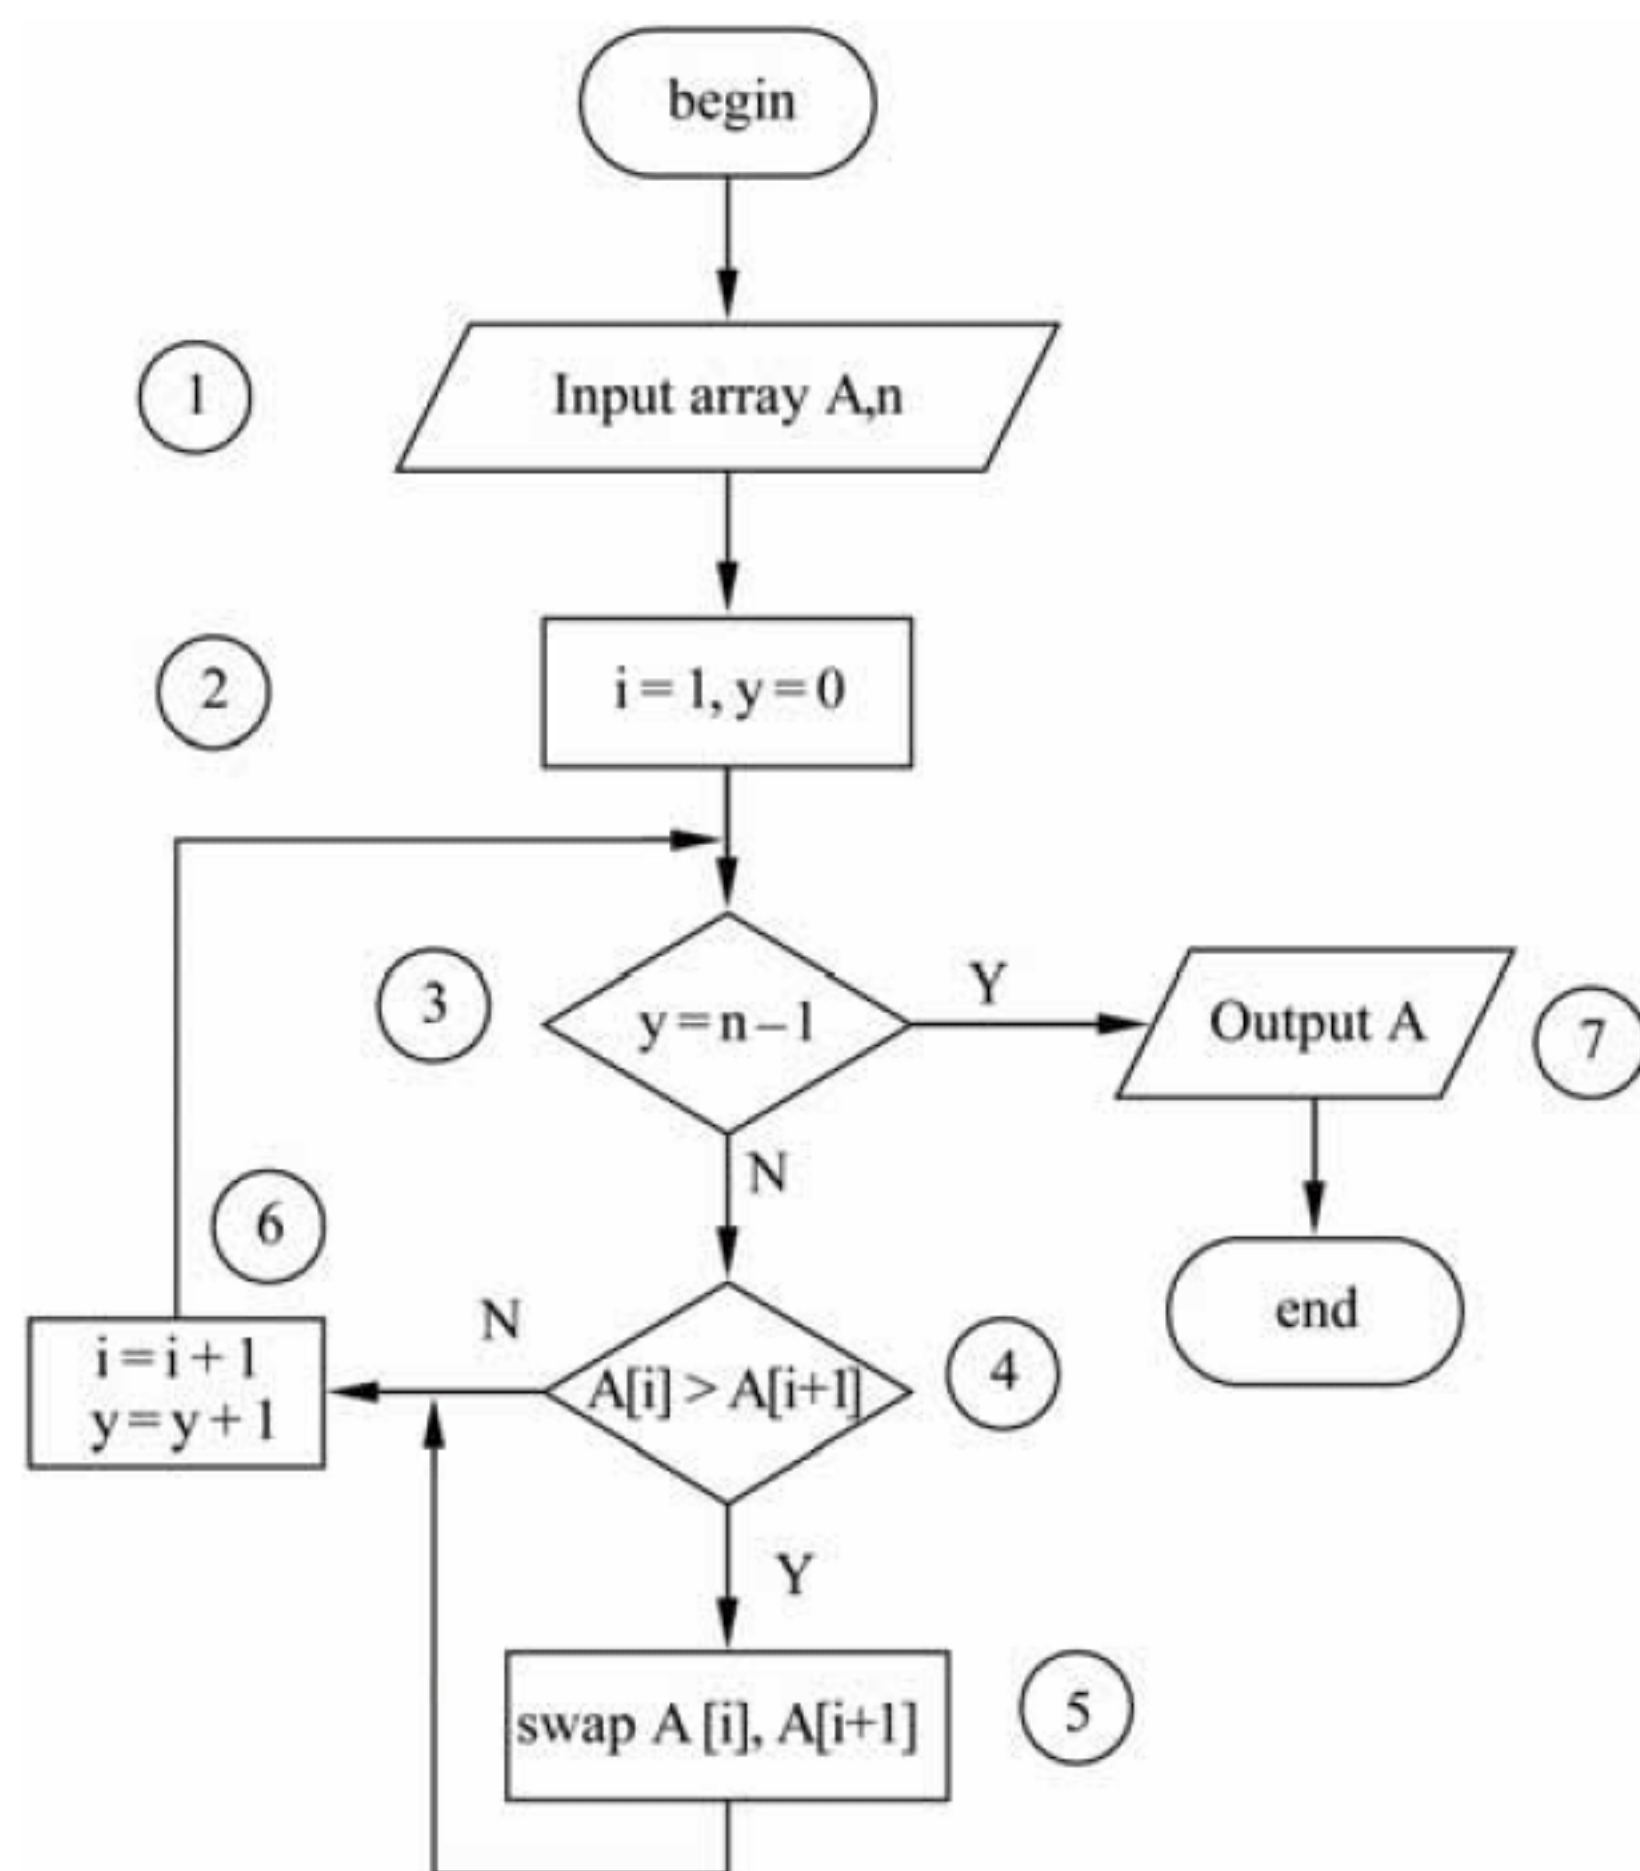 begin
1
Input array A,n
2
i = 1, y = 0
3
y = n – 1
Y
Output A
7
N
6
end
i = i + 1
y = y + 1
N
A[i] > A[i+1]
4
Y
swap A [i], A[i+1]
5